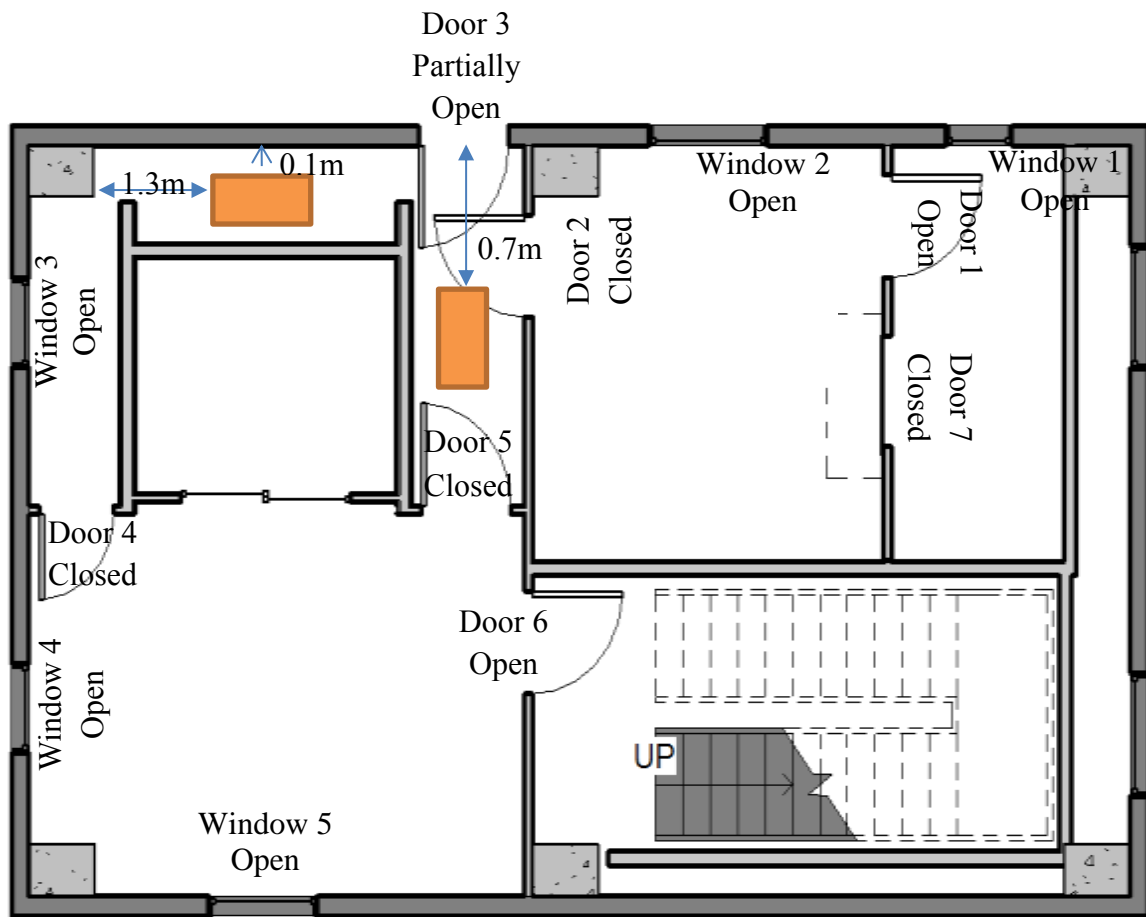 Door 3
Partially
Open
0.1m
1.3m
0.7m
Window 2
Open
Window 1
Open
Door 1
Open
Door 2
Closed
Window 3
Open
Door 7
Closed
Door 5
Closed
Door 4
Closed
Door 6
Open
Window 4
Open
UP
Window 5
Open